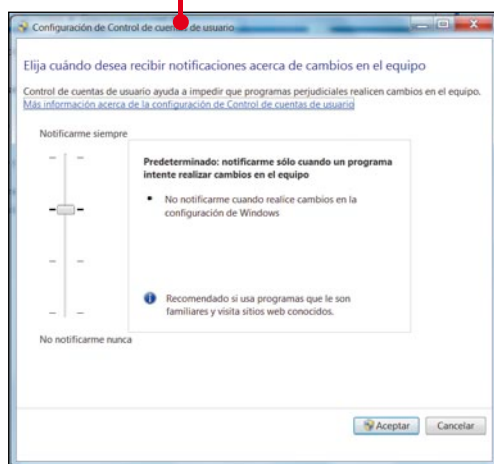 Configuración de Control de cuentas de usuario
Elija cuándo desea recibir notificaciones acerca de cambios en el equipo
Control de cuentas de usuario ayuda a impedir que programas perjudiciales realicen cambios en el equipo.
Más información acerca de la configuración de Control de cuentas de usuario
Notificarme siempre
Predeterminado: notificarme sólo cuando un programa
intente realizar cambios en el equipo
▪ No notificarme cuando realice cambios en la
configuración de Windows
Recomendado si usa programas que le son
familiares y visita sitios web conocidos.
No notificarme nunca
Aceptar Cancelar